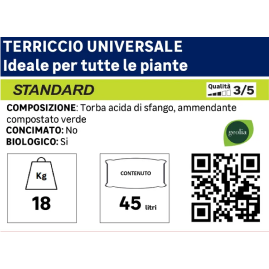 TERRICCIO UNIVERSALE
Ideale per tutte le piante
STANDARD
Qualità 3/5
COMPOSIZIONE: Torba acida di sfango, ammendante
compostato verde
CONCIMATO: No
BIOLOGICO: Si
geolia
Kg
18
CONTENUTO
45 litri